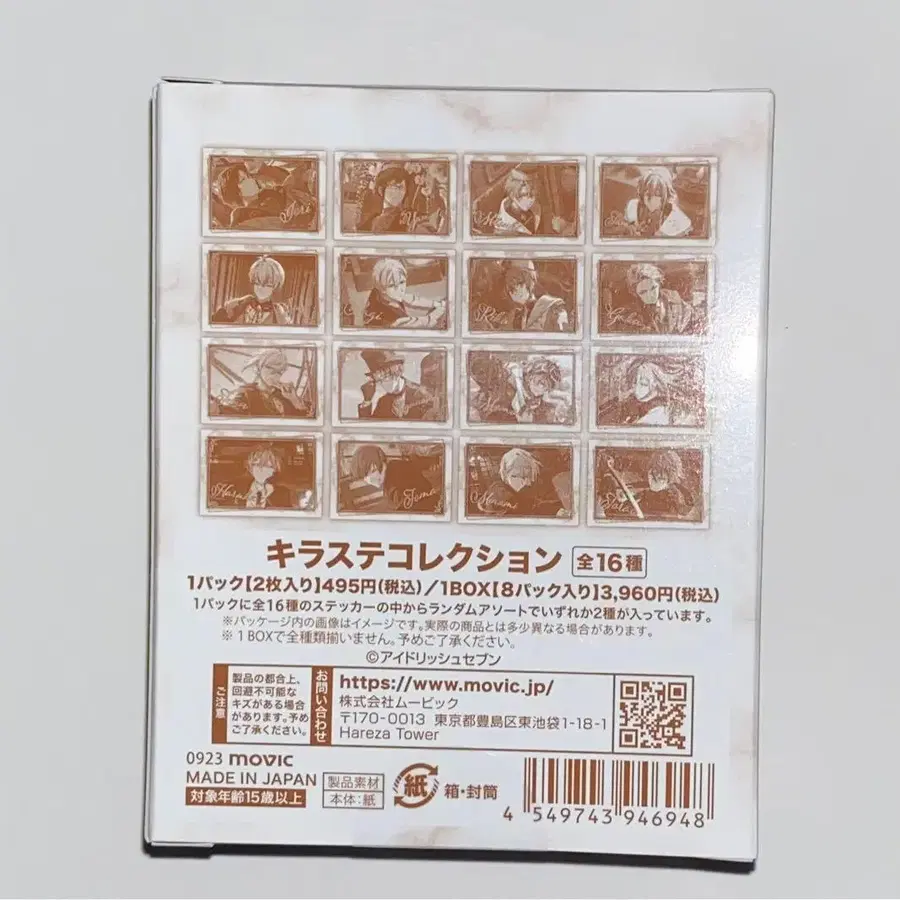 Iori
キラステコレクション 全16種
1パック【2枚入り】495円(税込)/1BOX【8パック入り】3,960円(税込)
1パックに全16種のステッカーの中からランダムアソートでいずれか2種が入っています。
※パッケージ内の画像はイメージです。実際の商品とは多少異なる場合があります。
※ 1 BOXで全種類揃いません。予めご了承ください。
©アイドリッシュセブン
ご注意
製品の都合上、
回避不可能な
キズがある場合
があります。予め
ご了承ください。
お問い合わせ
https://www.movic.jp/
株式会社ムービック
〒170-0013 東京都豊島区東池袋1-18-1
Hareza Tower
0923 movic
MADE IN JAPAN
対象年齢15歳以上
製品素材
本体:紙
紙
箱・封筒
4 549743 946948